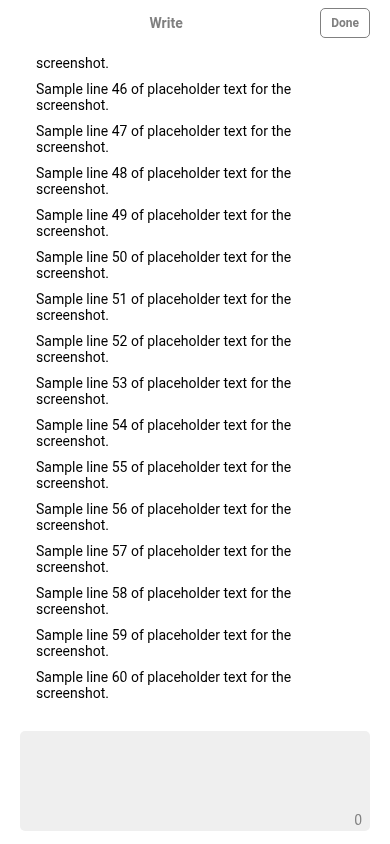 Write
Done
screenshot.
Sample line 46 of placeholder text for the
screenshot.
Sample line 47 of placeholder text for the
screenshot.
Sample line 48 of placeholder text for the
screenshot.
Sample line 49 of placeholder text for the
screenshot.
Sample line 50 of placeholder text for the
screenshot.
Sample line 51 of placeholder text for the
screenshot.
Sample line 52 of placeholder text for the
screenshot.
Sample line 53 of placeholder text for the
screenshot.
Sample line 54 of placeholder text for the
screenshot.
Sample line 55 of placeholder text for the
screenshot.
Sample line 56 of placeholder text for the
screenshot.
Sample line 57 of placeholder text for the
screenshot.
Sample line 58 of placeholder text for the
screenshot.
Sample line 59 of placeholder text for the
screenshot.
Sample line 60 of placeholder text for the
screenshot.
0